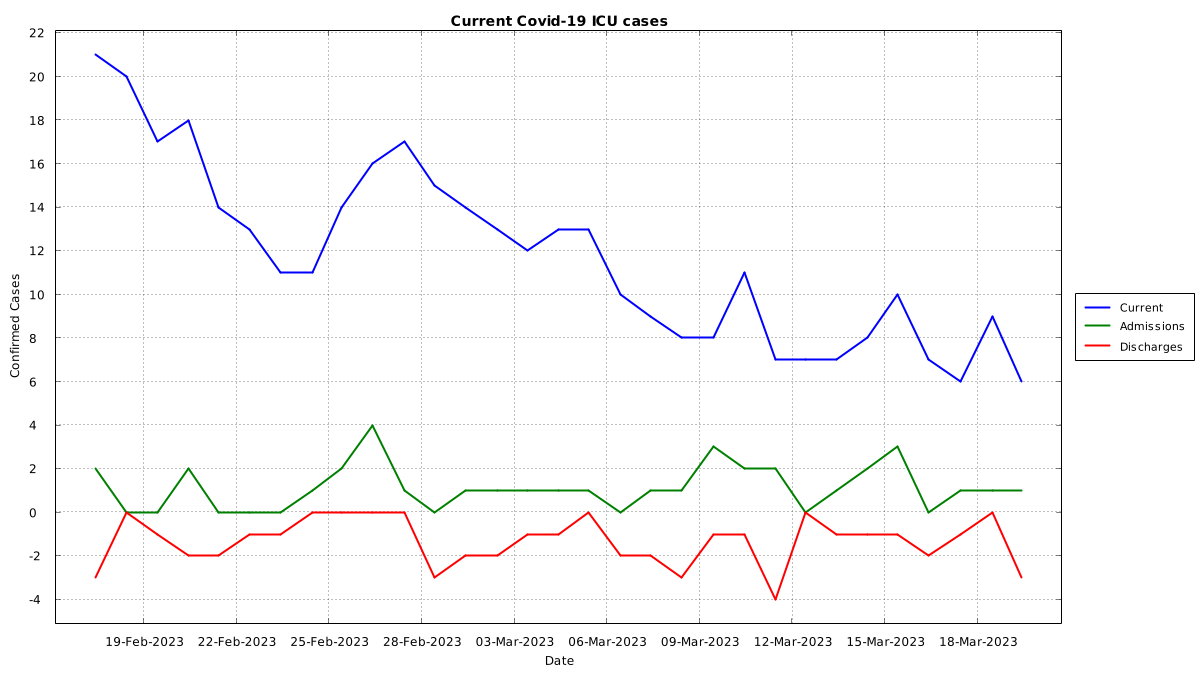 Current Covid-19 ICU cases
22
20
18
16
14
12
10
8
6
4
2
0
-2
-4
Confirmed Cases
19-Feb-2023 22-Feb-2023 25-Feb-2023 28-Feb-2023 03-Mar-2023 06-Mar-2023 09-Mar-2023 12-Mar-2023 15-Mar-2023 18-Mar-2023
Date
Current
Admissions
Discharges